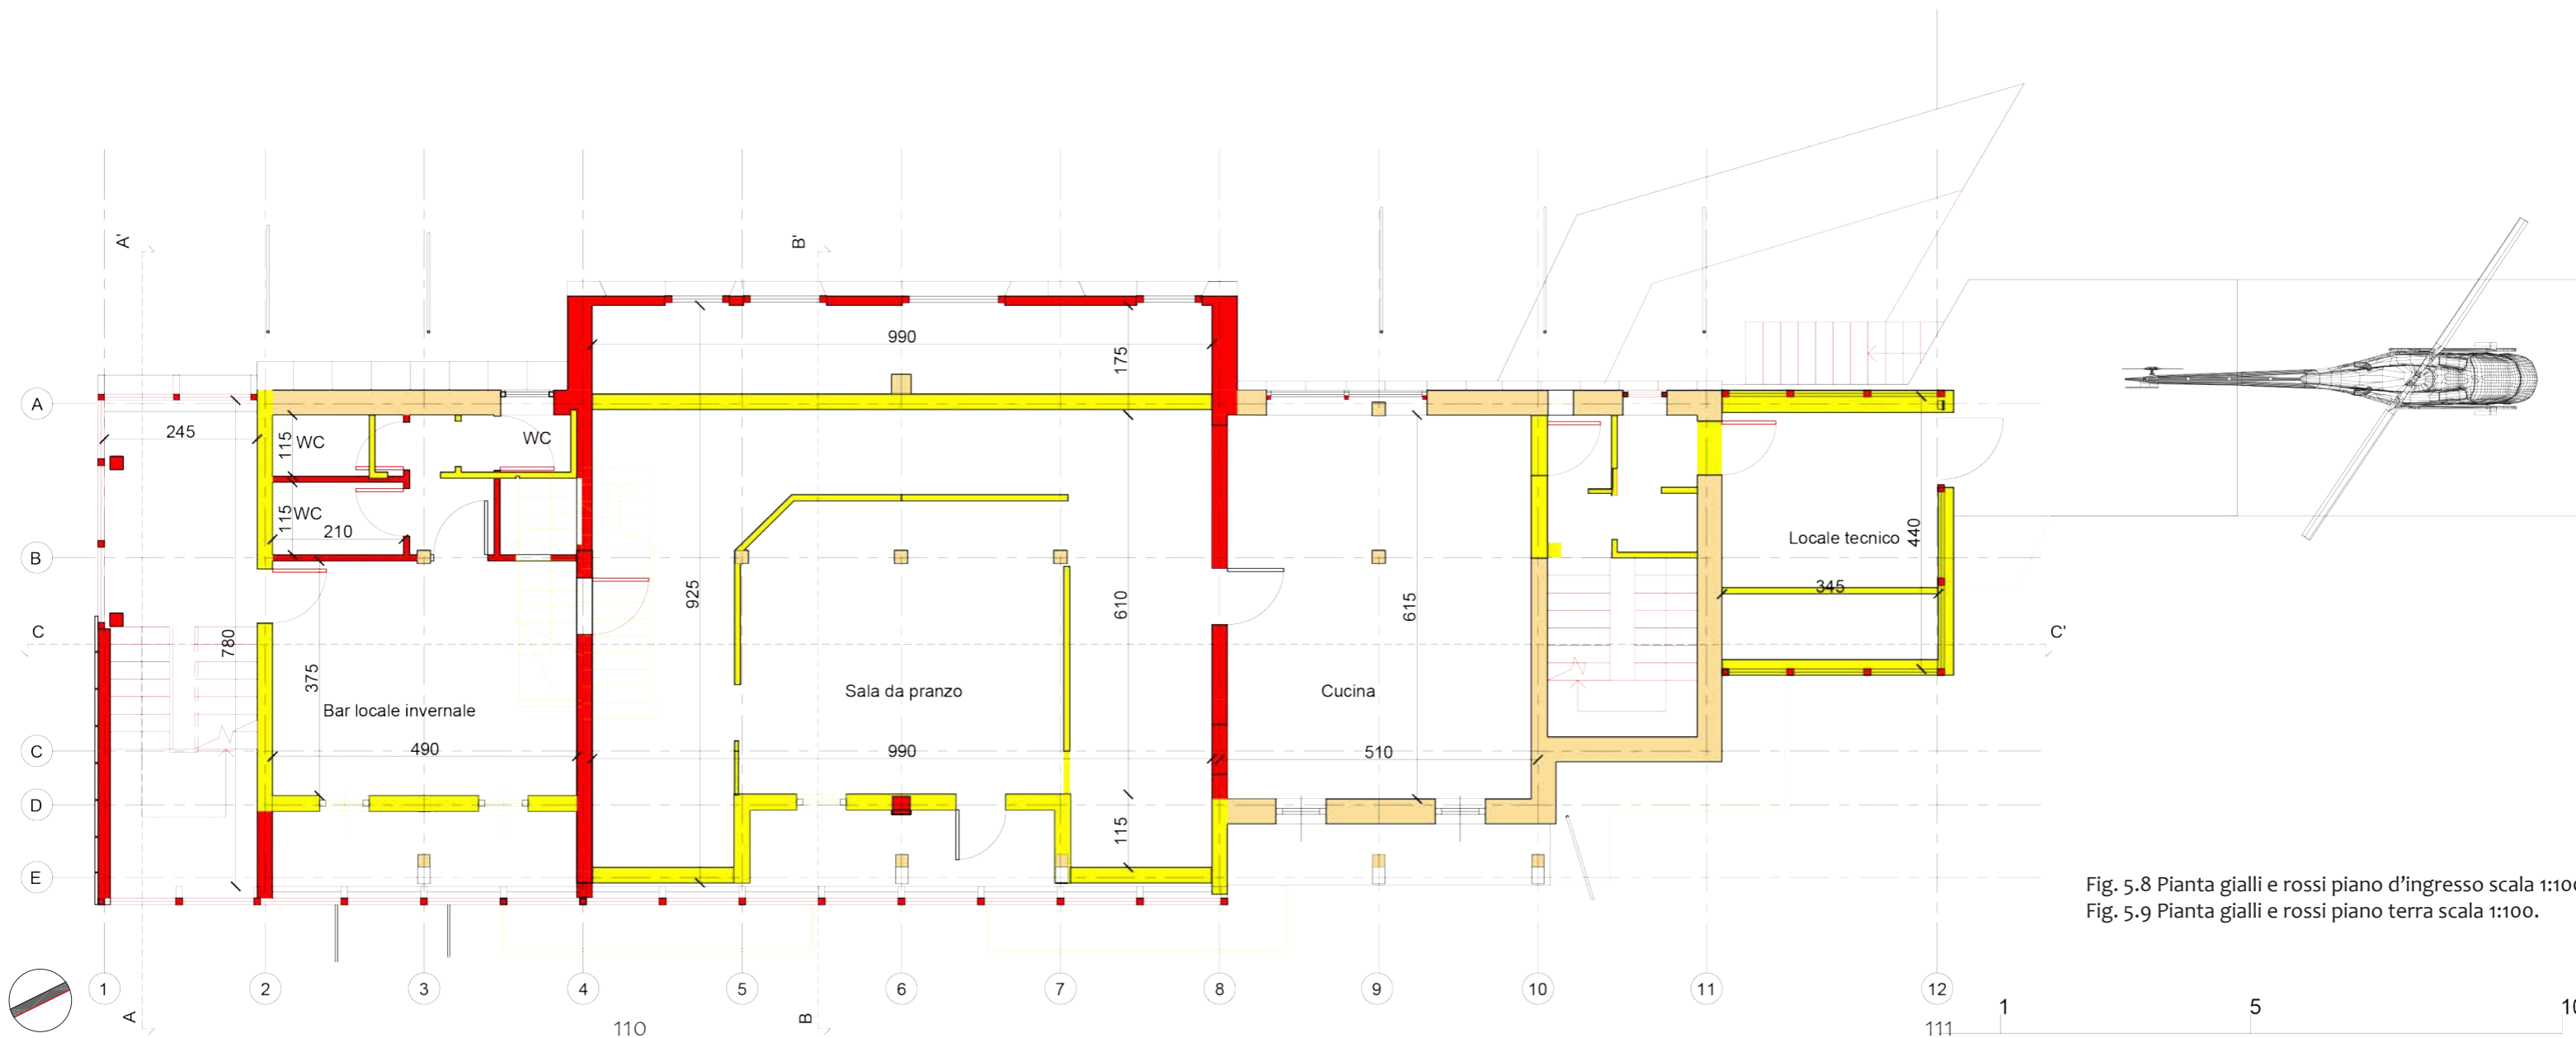 A'
B'
990
175
A
245
115
WC
WC
115
WC
210
B
Locale tecnico
440
345
925
610
615
C
C'
780
375
Sala da pranzo
Cucina
Bar locale invernale
C
490
990
510
D
115
E
Fig. 5.8 Pianta gialli e rossi piano d'ingresso scala 1:100
Fig. 5.9 Pianta gialli e rossi piano terra scala 1:100.
1
2
3
4
5
6
7
8
9
10
11
12
A
B
1
5
10
110
111